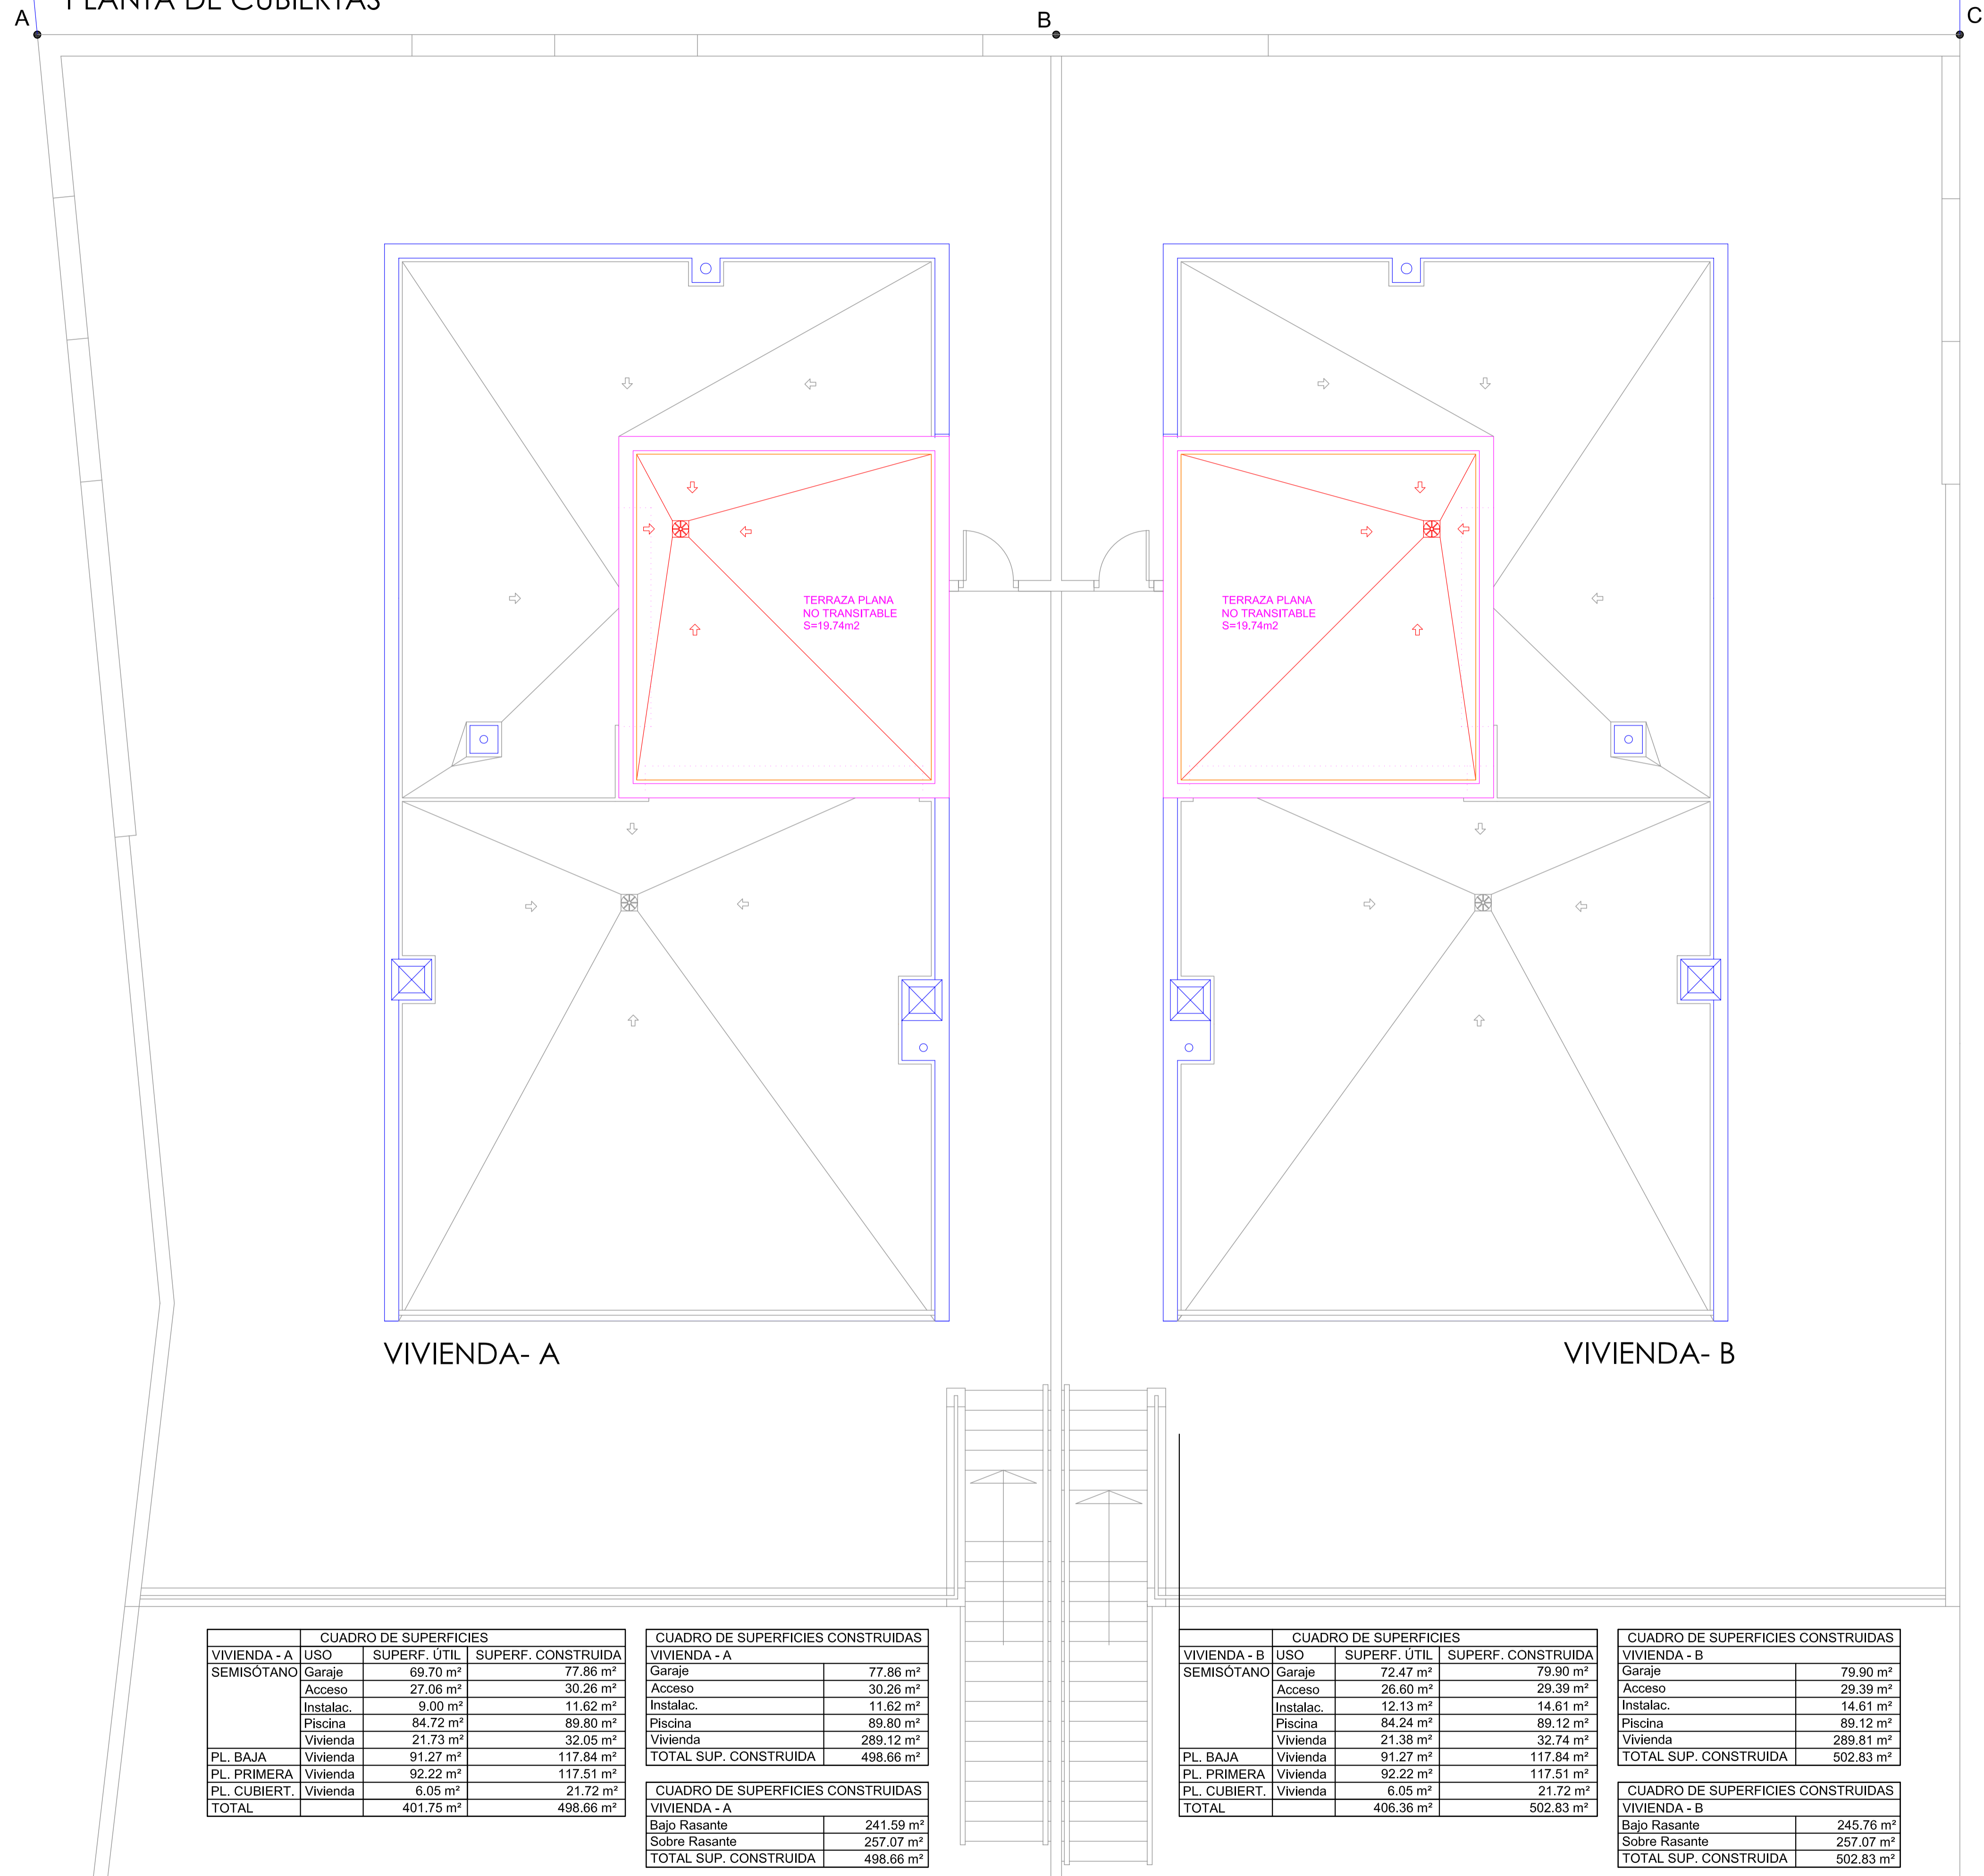 PLANTA DE CUBIERTAS
A
B
C
TERRAZA PLANA
NO TRANSITABLE
S=19,74m2
TERRAZA PLANA
NO TRANSITABLE
S=19,74m2
VIVIENDA- A
VIVIENDA- B
CUADRO DE SUPERFICIES
VIVIENDA - A USO SUPERF. ÚTIL SUPERF. CONSTRUIDA
SEMISÓTANO Garaje 69.70 m² 77.86 m²
Acceso 27.06 m² 30.26 m²
Instalac. 9.00 m² 11.62 m²
Piscina 84.72 m² 89.80 m²
Vivienda 21.73 m² 32.05 m²
PL. BAJA Vivienda 91.27 m² 117.84 m²
PL. PRIMERA Vivienda 92.22 m² 117.51 m²
PL. CUBIERT. Vivienda 6.05 m² 21.72 m²
TOTAL 401.75 m² 498.66 m²
CUADRO DE SUPERFICIES CONSTRUIDAS
VIVIENDA - A
Garaje 77.86 m²
Acceso 30.26 m²
Instalac. 11.62 m²
Piscina 89.80 m²
Vivienda 289.12 m²
TOTAL SUP. CONSTRUIDA 498.66 m²
CUADRO DE SUPERFICIES CONSTRUIDAS
VIVIENDA - A
Bajo Rasante 241.59 m²
Sobre Rasante 257.07 m²
TOTAL SUP. CONSTRUIDA 498.66 m²
CUADRO DE SUPERFICIES
VIVIENDA - B USO SUPERF. ÚTIL SUPERF. CONSTRUIDA
SEMISÓTANO Garaje 72.47 m² 79.90 m²
Acceso 26.60 m² 29.39 m²
Instalac. 12.13 m² 14.61 m²
Piscina 84.24 m² 89.12 m²
Vivienda 21.38 m² 32.74 m²
PL. BAJA Vivienda 91.27 m² 117.84 m²
PL. PRIMERA Vivienda 92.22 m² 117.51 m²
PL. CUBIERT. Vivienda 6.05 m² 21.72 m²
TOTAL 406.36 m² 502.83 m²
CUADRO DE SUPERFICIES CONSTRUIDAS
VIVIENDA - B
Garaje 79.90 m²
Acceso 29.39 m²
Instalac. 14.61 m²
Piscina 89.12 m²
Vivienda 289.81 m²
TOTAL SUP. CONSTRUIDA 502.83 m²
CUADRO DE SUPERFICIES CONSTRUIDAS
VIVIENDA - B
Bajo Rasante 245.76 m²
Sobre Rasante 257.07 m²
TOTAL SUP. CONSTRUIDA 502.83 m²